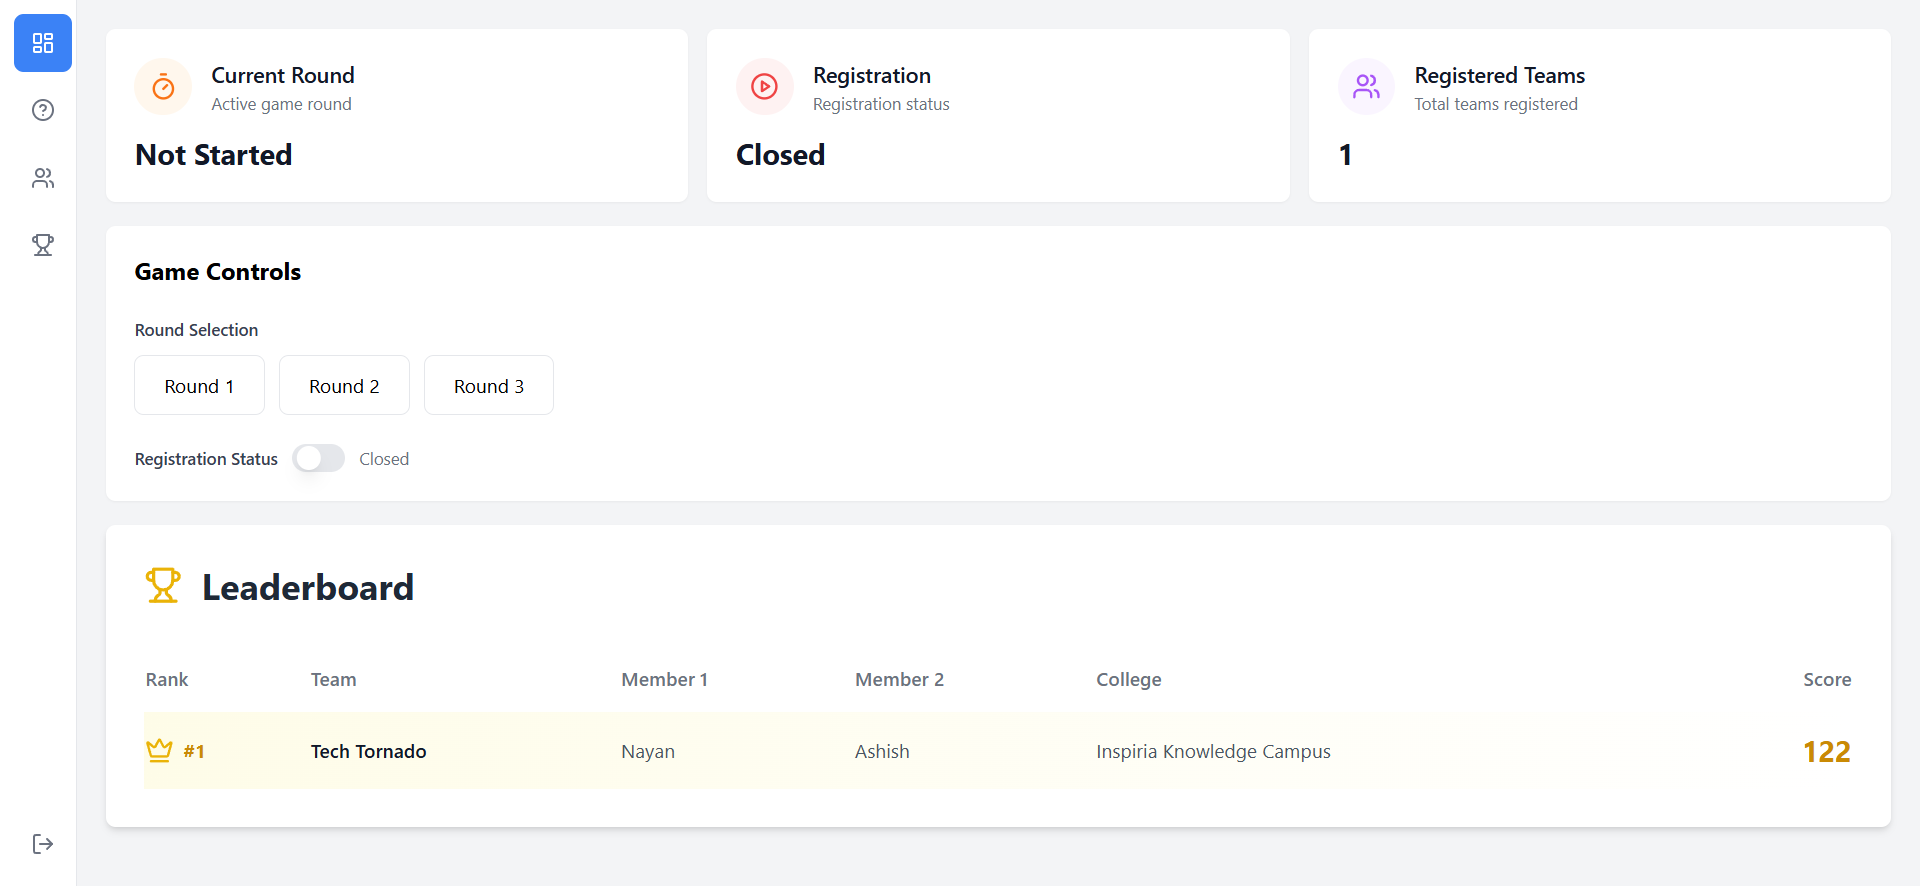 Current Round
Active game round
Not Started
Registration
Registration status
Closed
Registered Teams
Total teams registered
1
Game Controls
Round Selection
Round 1 Round 2 Round 3
Registration Status Closed
Leaderboard
Rank Team Member 1 Member 2 College Score
#1 Tech Tornado Nayan Ashish Inspiria Knowledge Campus 122